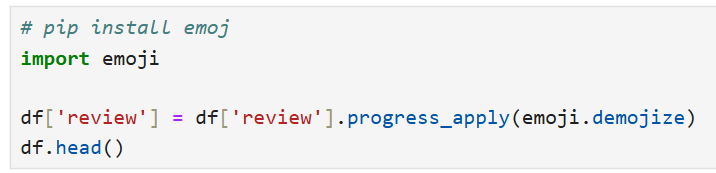 # pip install emoj
import emoji
df['review'] = df['review'].progress_apply(emoji.demojize)
df.head()